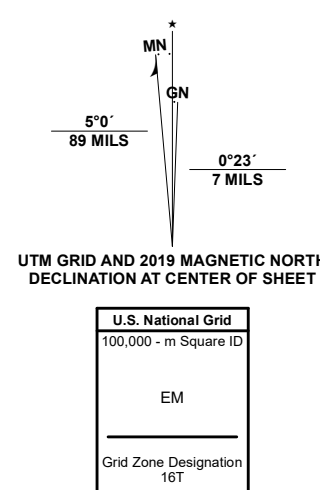 MN
GN
5°0´
89 MILS
0°23´
7 MILS
UTM GRID AND 2019 MAGNETIC NORTH
DECLINATION AT CENTER OF SHEET
U.S. National Grid
100,000 - m Square ID
EM
Grid Zone Designation
16T